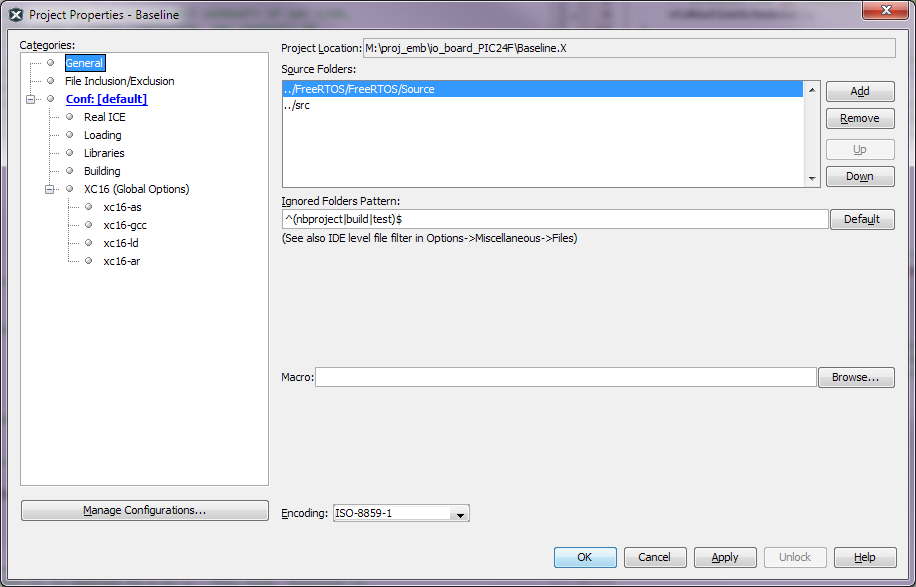 Project Properties - Baseline
Categories:
General
File Inclusion/Exclusion
Conf: [default]
Real ICE
Loading
Libraries
Building
XC16 (Global Options)
xc16-as
xc16-gcc
xc16-ld
xc16-ar
Manage Configurations...
Project Location: M:\proj_emb\io_board_PIC24F\Baseline.X
Source Folders:
../FreeRTOS/FreeRTOS/Source
../src
Add
Remove
Up
Down
Ignored Folders Pattern:
^(nbproject|build|test)$
Default
(See also IDE level file filter in Options->Miscellaneous->Files)
Macro:
Browse...
Encoding: ISO-8859-1
OK Cancel Apply Unlock Help